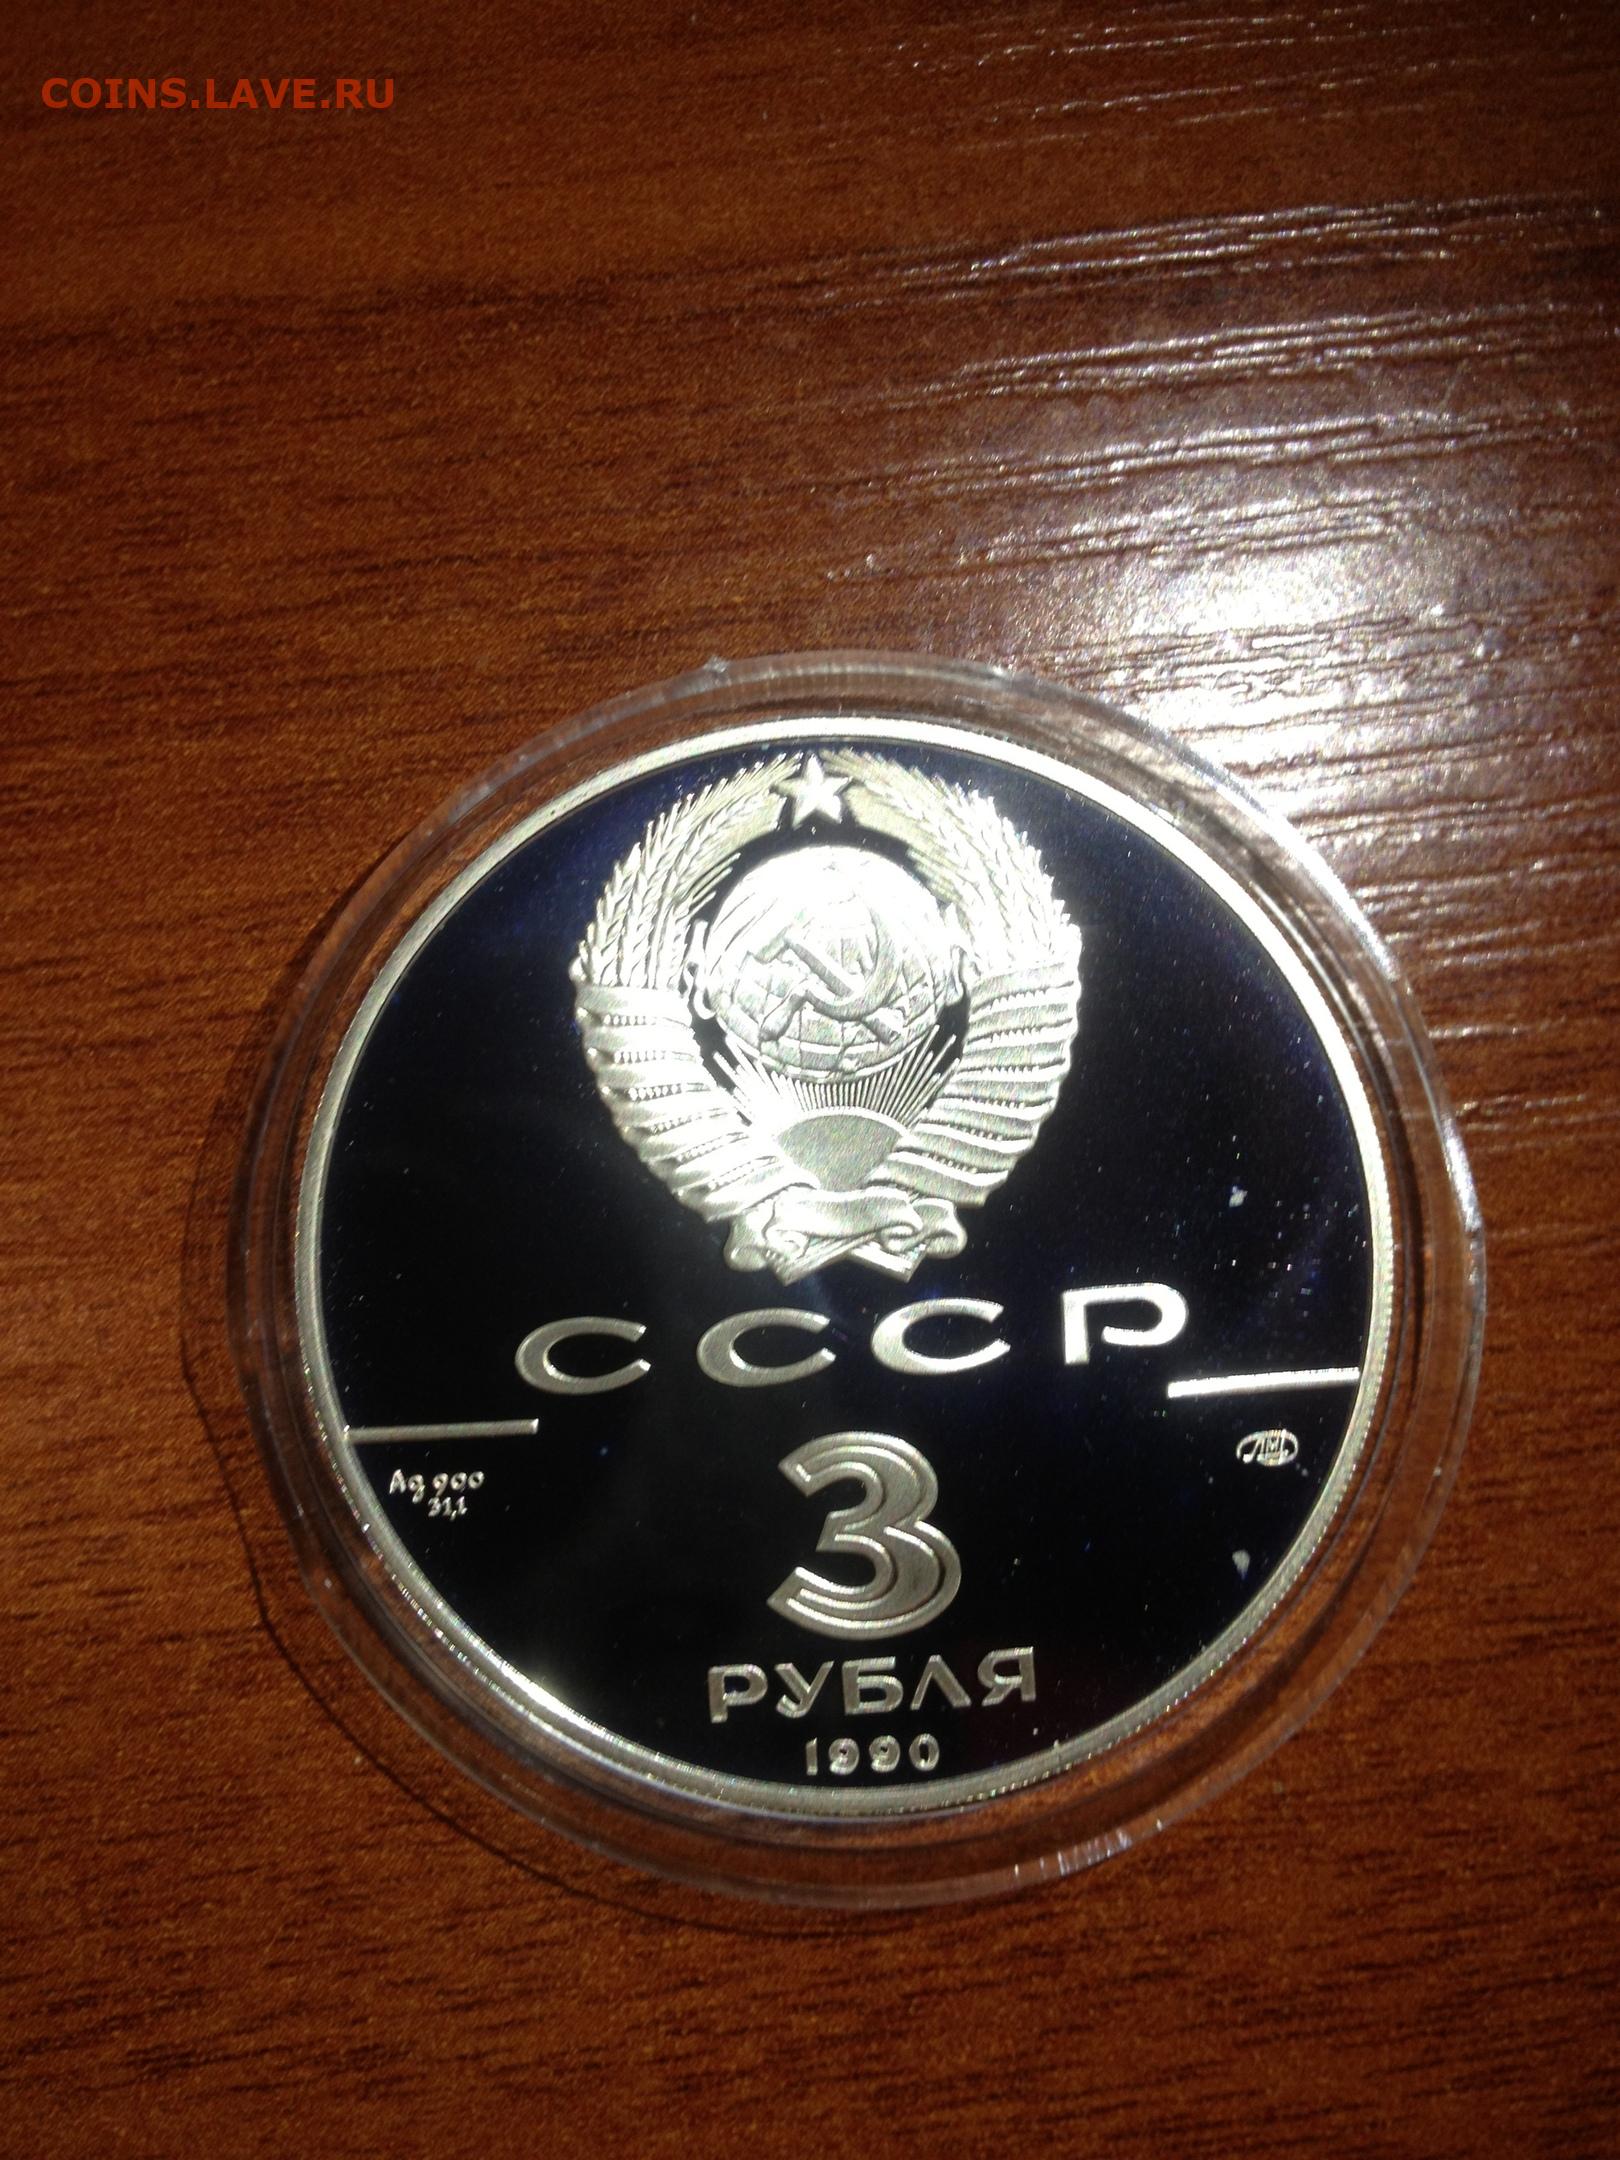 COINS.LAVE.RU
СССР
Ag 900
31,1
ЛМД
3
РУБЛЯ
1990